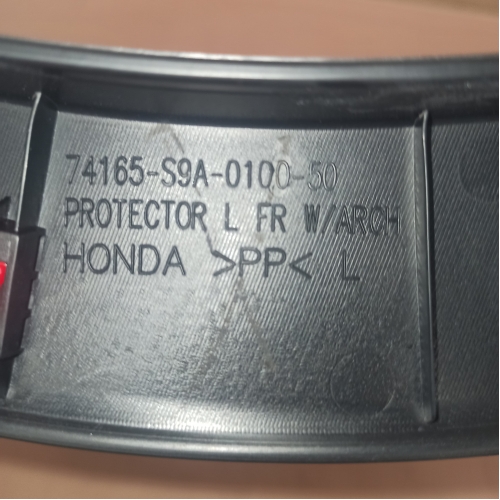 74165-S9A-0100-50
PROTECTOR L FR W/ARCH
HONDA >PP< L